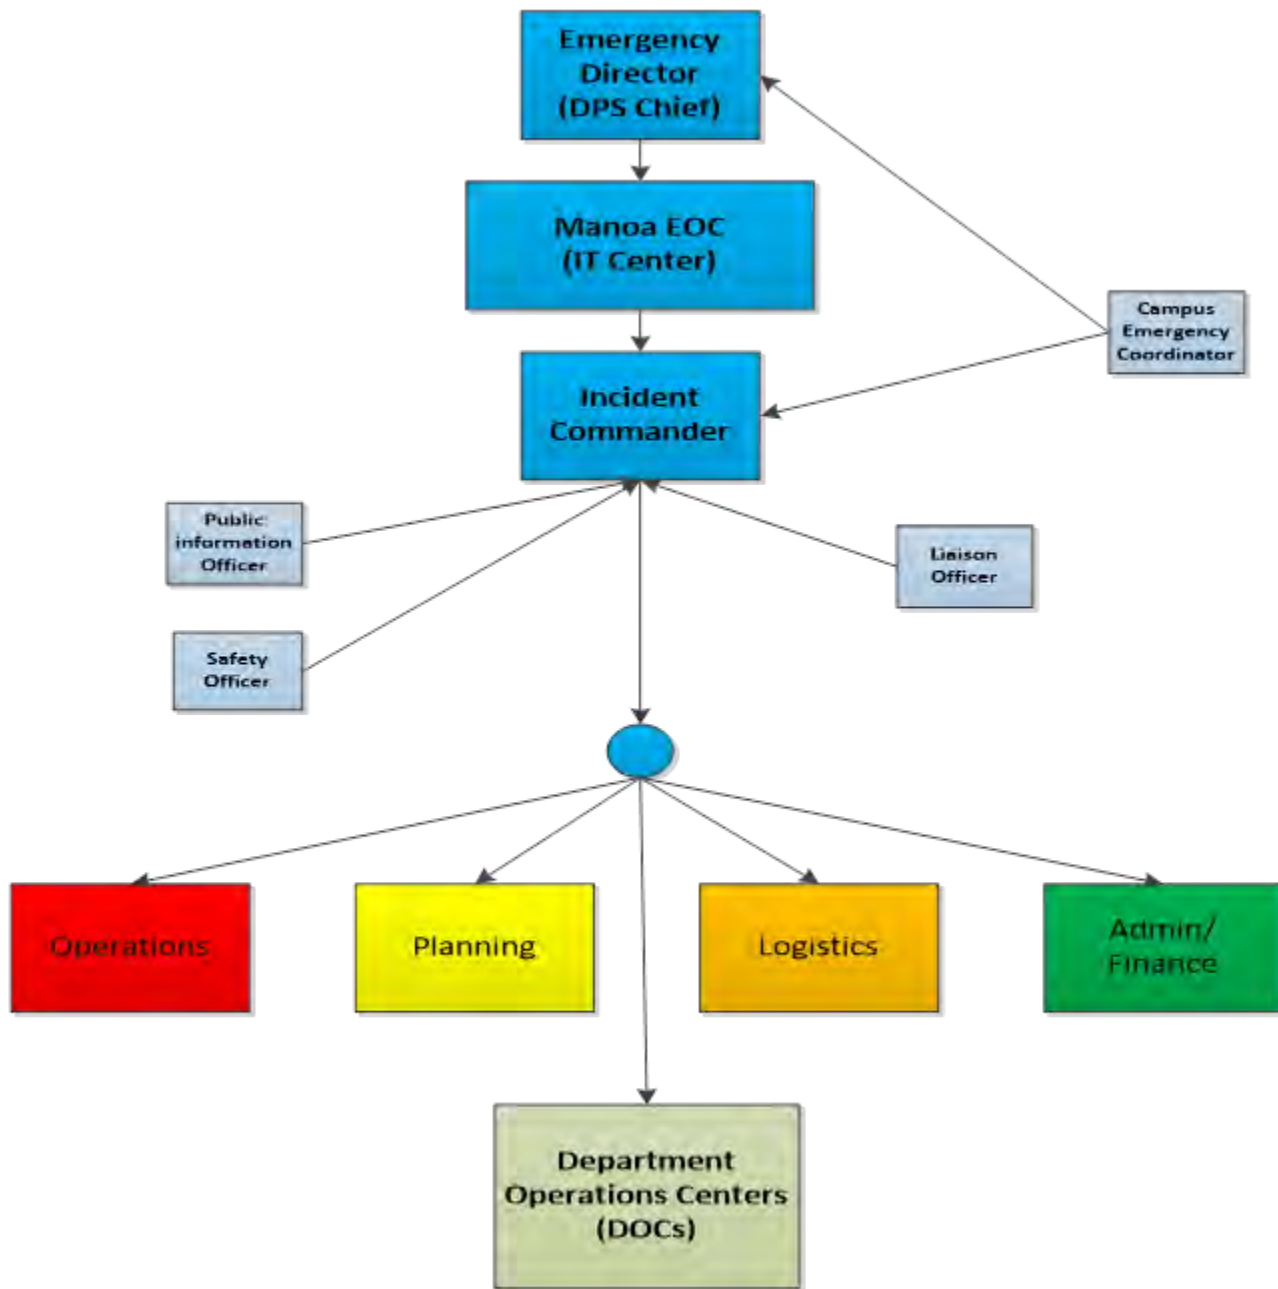 Emergency
Director
(DPS Chief)
Manoa EOC
(IT Center)
Campus
Emergency
Coordinator
Incident
Commander
Public
information
Officer
Liaison
Officer
Safety
Officer
Operations
Planning
Logistics
Admin/
Finance
Department
Operations Centers
(DOCs)